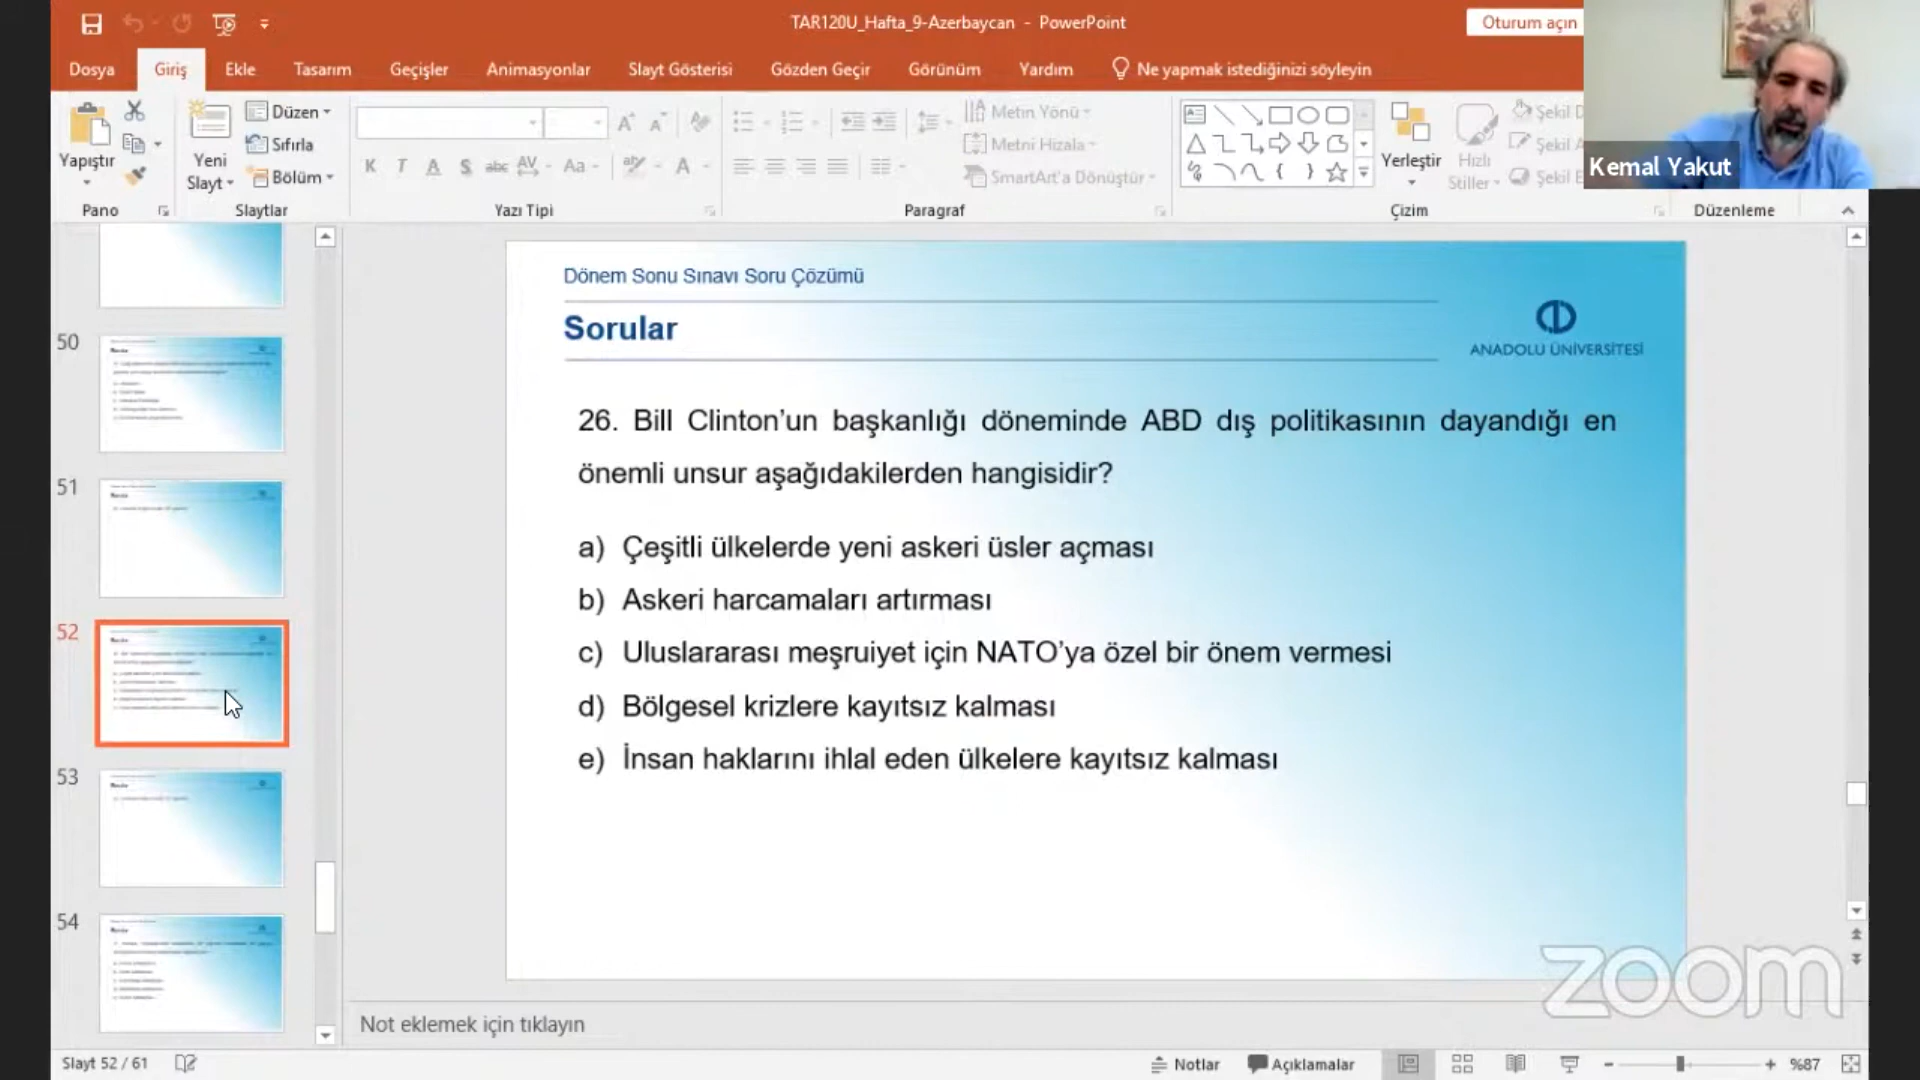 TAR120U_Hafta_9-Azerbaycan - PowerPoint
Oturum açın
Dosya Giriş Ekle Tasarım Geçişler Animasyonlar Slayt Gösterisi Gözden Geçir Görünüm Yardım Ne yapmak istediğinizi söyleyin
Yapıştır
Yeni Slayt
Düzen
Sıfırla
Bölüm
K T A S abc AV Aa A
Metin Yönü
Metni Hizala
SmartArt'a Dönüştür
Yerleştir
Hızlı Stiller
Şekil
Şekil
Şekil
Kemal Yakut
Pano Slaytlar Yazı Tipi Paragraf Çizim Düzenleme
50
51
52
53
54
Dönem Sonu Sınavı Soru Çözümü
Sorular
ANADOLU ÜNİVERSİTESİ
26. Bill Clinton'un başkanlığı döneminde ABD dış politikasının dayandığı en
önemli unsur aşağıdakilerden hangisidir?
a) Çeşitli ülkelerde yeni askeri üsler açması
b) Askeri harcamaları artırması
c) Uluslararası meşruiyet için NATO'ya özel bir önem vermesi
d) Bölgesel krizlere kayıtsız kalması
e) İnsan haklarını ihlal eden ülkelere kayıtsız kalması
zoom
Not eklemek için tıklayın
Slayt 52 / 61
Notlar Açıklamalar %87